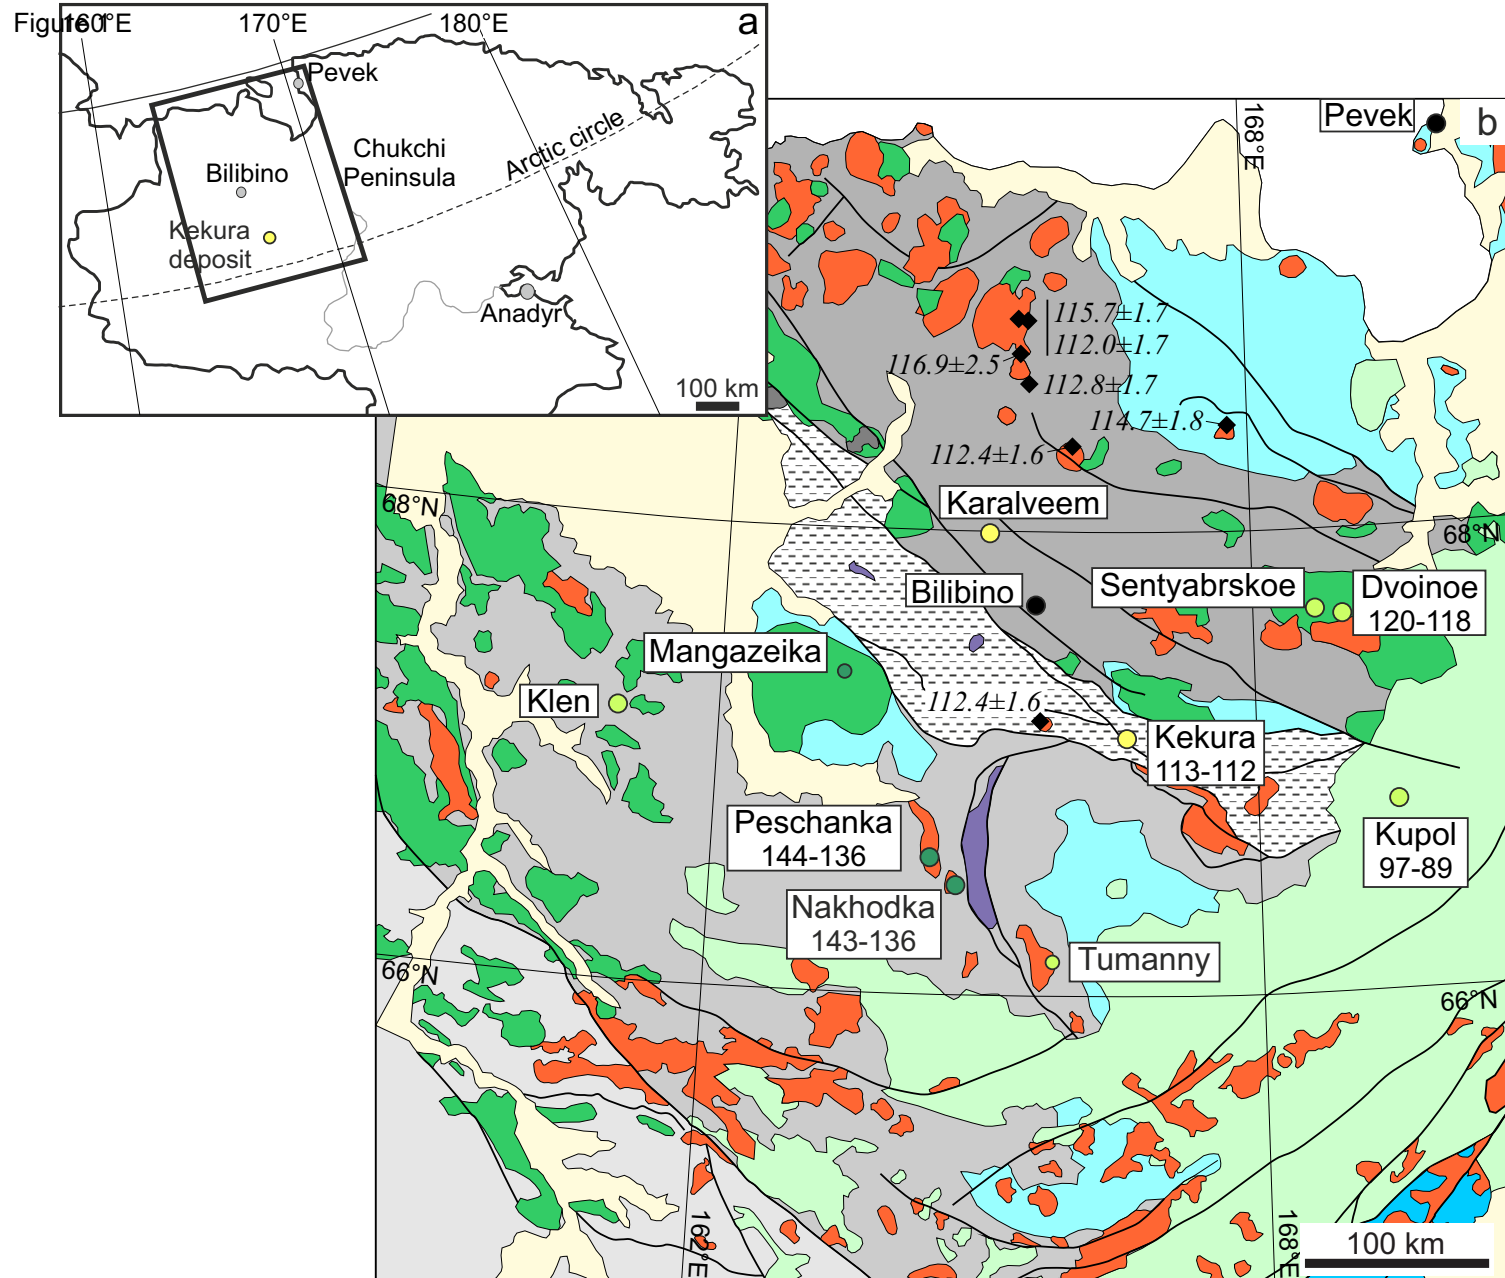 Figure 1
160°E
170°E
180°E
a
Pevek
Chukchi
Peninsula
Arctic circle
Bilibino
Kekura
deposit
Anadyr
100 km
b
Pevek
168°E
115.7±1.7
112.0±1.7
116.9±2.5
112.8±1.7
114.7±1.8
112.4±1.6
68°N
Karalveem
68°N
Bilibino
Sentyabrskoe
Dvoinoe
120-118
Mangazeika
Klen
112.4±1.6
Kekura
113-112
Peschanka
144-136
Kupol
97-89
Nakhodka
143-136
Tumanny
66°N
66°N
162°E
168°E
100 km